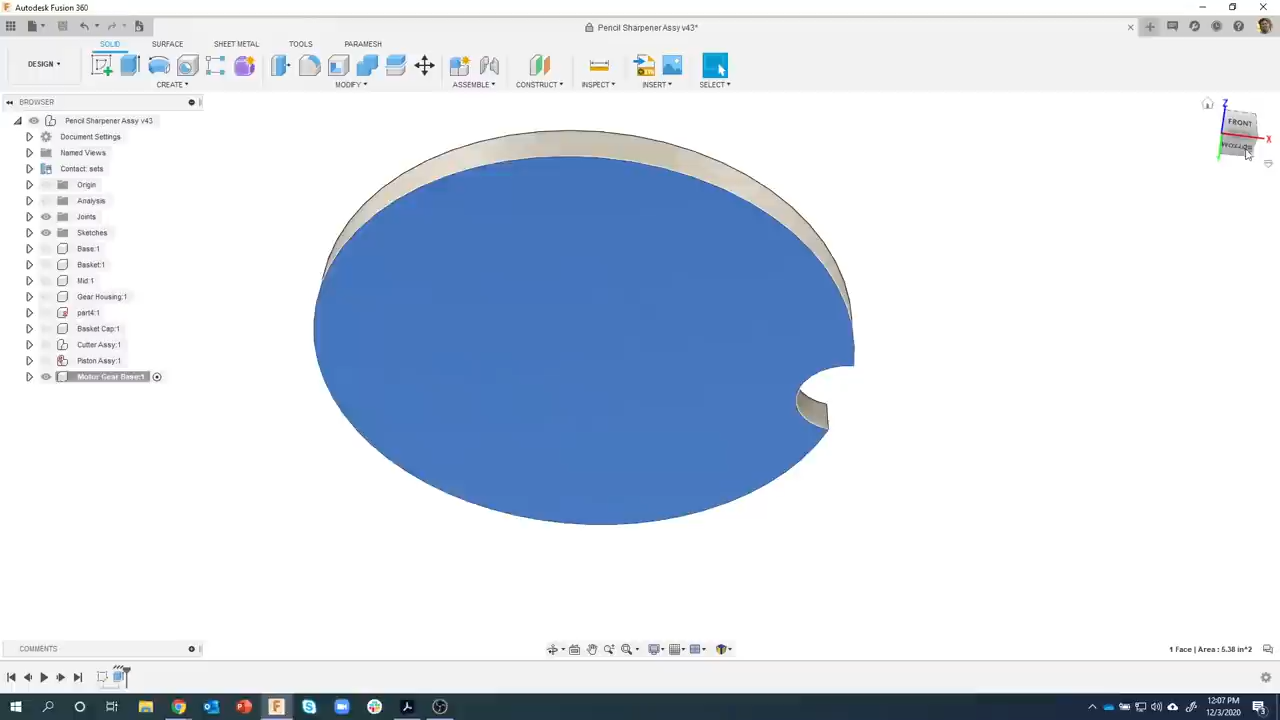 Autodesk Fusion 360
Pencil Sharpener Assy v43*
SOLID SURFACE SHEET METAL TOOLS PARAMESH
DESIGN
CREATE MODIFY ASSEMBLE CONSTRUCT INSPECT INSERT SELECT
BROWSER
Pencil Sharpener Assy v43
Document Settings
Named Views
Contact: sets
Origin
Analysis
Joints
Sketches
Base:1
Basket:1
Mid:1
Gear Housing:1
part4:1
Basket Cap:1
Cutter Assy:1
Piston Assy:1
Motor Gear Base:1
Z
FRONT
X
BOTTOM
COMMENTS
1 Face | Area : 5.38 in^2
12:07 PM
12/3/2020